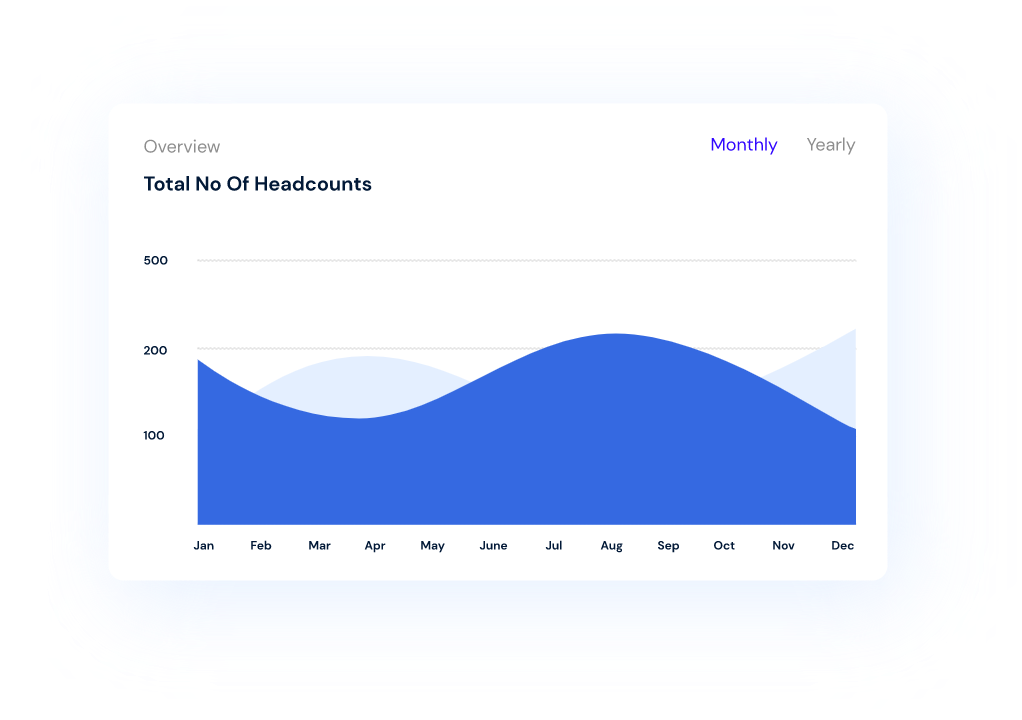 Overview
Monthly Yearly
Total No Of Headcounts
500
200
100
Jan Feb Mar Apr May June Jul Aug Sep Oct Nov Dec